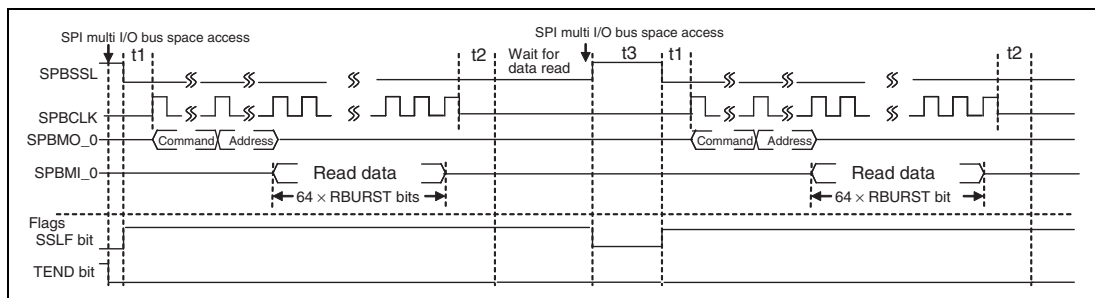 SPI multi I/O bus space access
SPI multi I/O bus space access
t1
t2
Wait for
data read
t3
t1
t2
SPBSSL
SPBCLK
SPBMO_0
Command
Address
Command
Address
SPBMI_0
Read data
Read data
64 × RBURST bits
64 × RBURST bit
Flags
SSLF bit
TEND bit